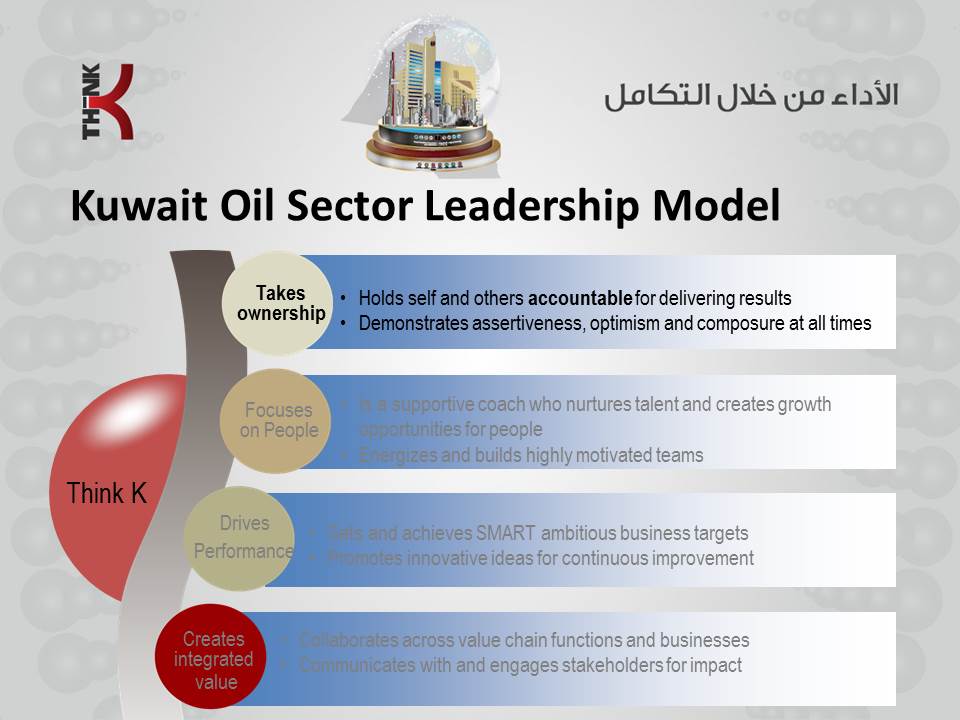 THINK
K
الأداء من خلال التكامل
Kuwait Oil Sector Leadership Model
Takes
ownership
• Holds self and others accountable for delivering results
• Demonstrates assertiveness, optimism and composure at all times
Think K
Focuses
on People
• Is a supportive coach who nurtures talent and creates growth
opportunities for people
• Energizes and builds highly motivated teams
Drives
Performance
• Sets and achieves SMART ambitious business targets
• Promotes innovative ideas for continuous improvement
Creates
integrated
value
• Collaborates across value chain functions and businesses
• Communicates with and engages stakeholders for impact